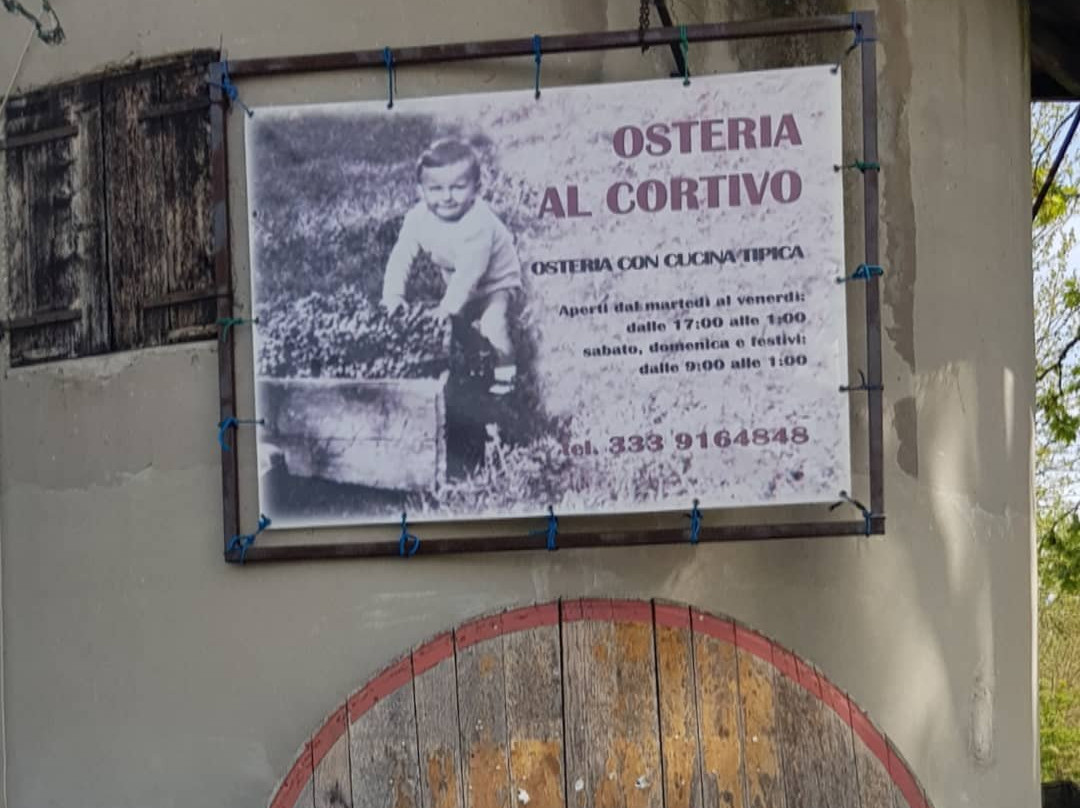 OSTERIA
AL CORTIVO
OSTERIA CON CUCINA TIPICA
Aperti dal martedì al venerdì:
dalle 17:00 alle 1:00
sabato, domenica e festivi:
dalle 9:00 alle 1:00
tel. 333 9164848